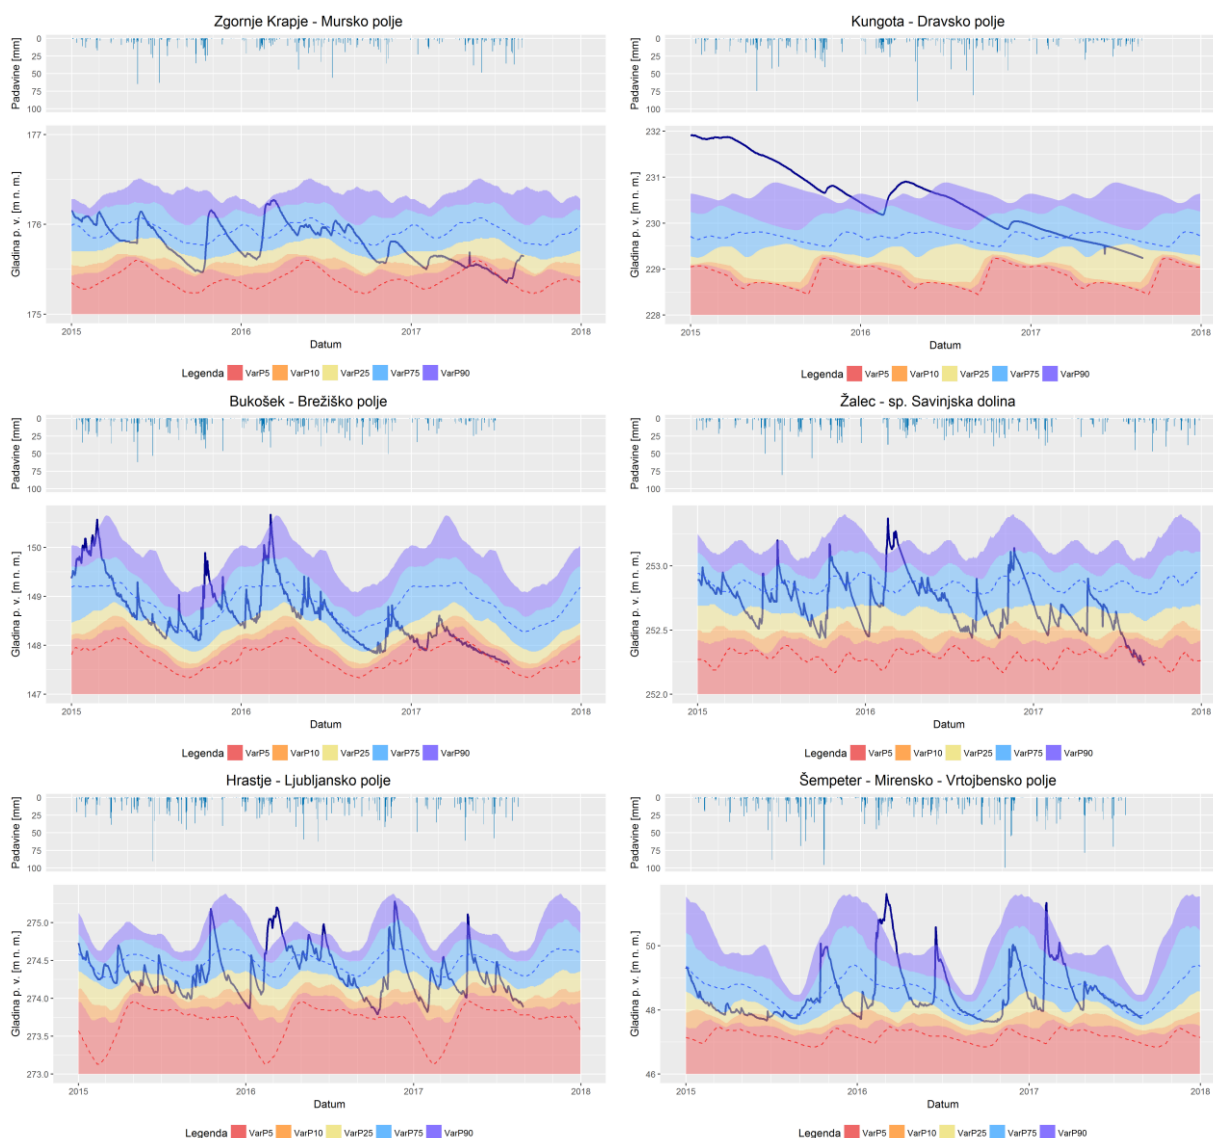 Zgornje Krapje - Mursko polje
Padavine [mm]
0
25
50
75
100
Gladina p. v. [m n. m.]
177
176
175
2015
2016
2017
2018
Datum
Legenda VarP5 VarP10 VarP25 VarP75 VarP90
Kungota - Dravsko polje
Padavine [mm]
0
25
50
75
100
Gladina p. v. [m n. m.]
232
231
230
229
228
2015
2016
2017
2018
Datum
Legenda VarP5 VarP10 VarP25 VarP75 VarP90
Bukošek - Brežiško polje
Padavine [mm]
0
25
50
75
100
Gladina p. v. [m n. m.]
150
149
148
147
2015
2016
2017
2018
Datum
Legenda VarP5 VarP10 VarP25 VarP75 VarP90
Žalec - sp. Savinjska dolina
Padavine [mm]
0
25
50
75
100
Gladina p. v. [m n. m.]
253.0
252.5
252.0
2015
2016
2017
2018
Datum
Legenda VarP5 VarP10 VarP25 VarP75 VarP90
Hrastje - Ljubljansko polje
Padavine [mm]
0
25
50
75
100
Gladina p. v. [m n. m.]
275.0
274.5
274.0
273.5
273.0
2015
2016
2017
2018
Datum
Legenda VarP5 VarP10 VarP25 VarP75 VarP90
Šempeter - Mirensko - Vrtojbensko polje
Padavine [mm]
0
25
50
75
100
Gladina p. v. [m n. m.]
50
48
46
2015
2016
2017
2018
Datum
Legenda VarP5 VarP10 VarP25 VarP75 VarP90